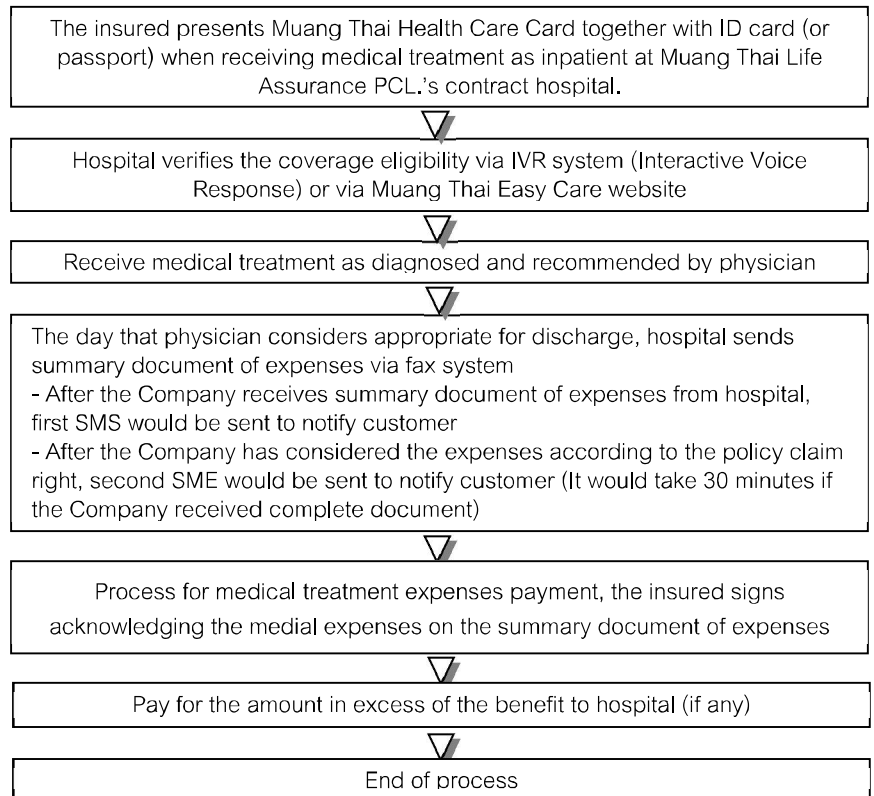 The insured presents Muang Thai Health Care Card together with ID card (or
passport) when receiving medical treatment as inpatient at Muang Thai Life
Assurance PCL.'s contract hospital.
Hospital verifies the coverage eligibility via IVR system (Interactive Voice
Response) or via Muang Thai Easy Care website
Receive medical treatment as diagnosed and recommended by physician
The day that physician considers appropriate for discharge, hospital sends
summary document of expenses via fax system
- After the Company receives summary document of expenses from hospital,
first SMS would be sent to notify customer
- After the Company has considered the expenses according to the policy claim
right, second SME would be sent to notify customer (It would take 30 minutes if
the Company received complete document)
Process for medical treatment expenses payment, the insured signs
acknowledging the medial expenses on the summary document of expenses
Pay for the amount in excess of the benefit to hospital (if any)
End of process